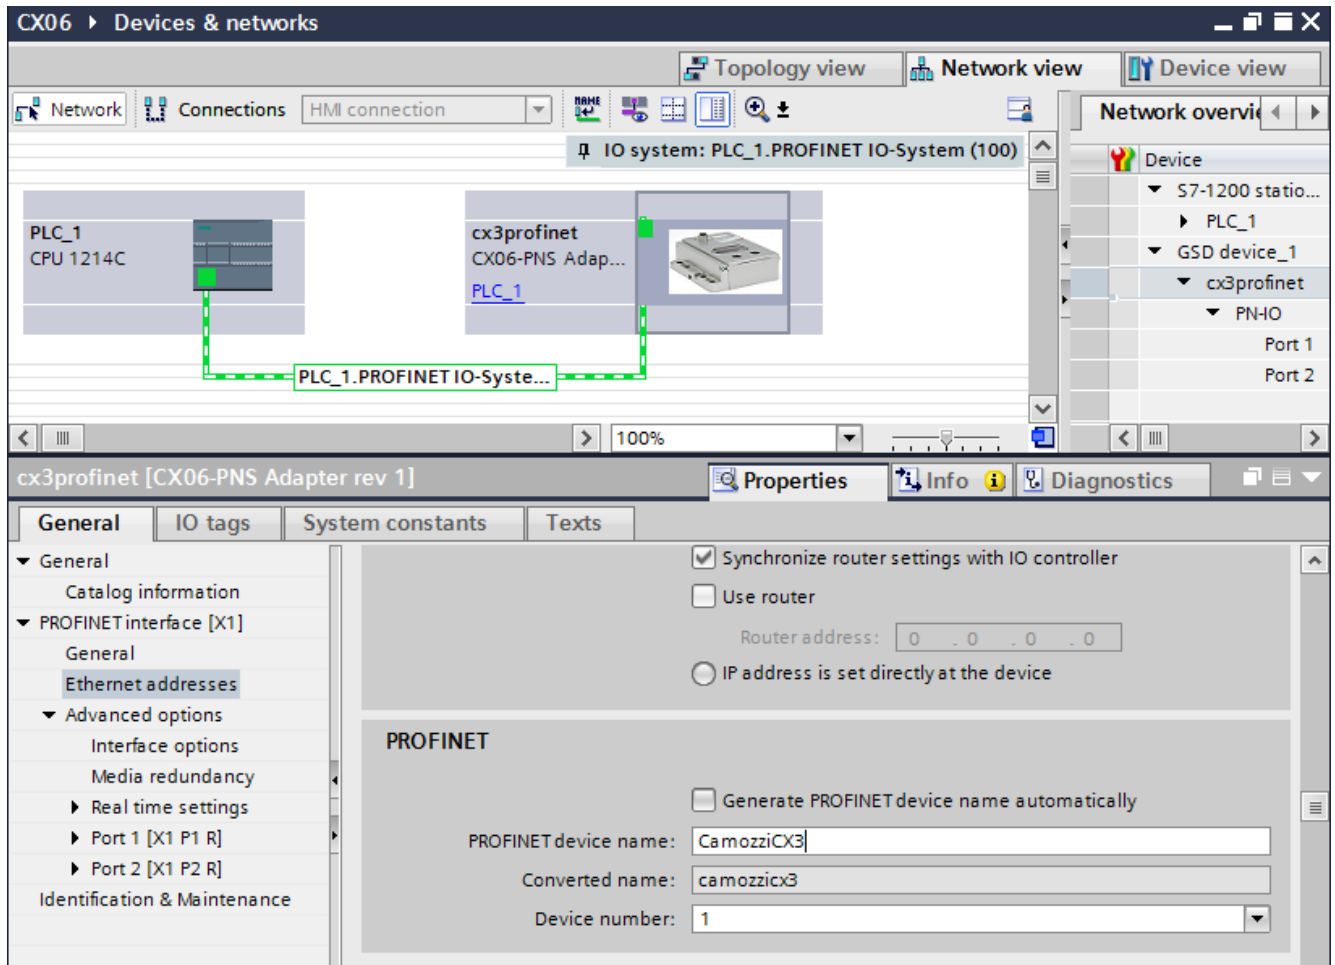 CX06 ▸ Devices & networks
Topology view
Network view
Device view
Network
Connections
HMI connection
Network overvie
IO system: PLC_1.PROFINET IO-System (100)
Device
S7-1200 statio...
PLC_1
GSD device_1
cx3profinet
PN-IO
Port 1
Port 2
PLC_1
CPU 1214C
cx3profinet
CX06-PNS Adap...
PLC_1
PLC_1.PROFINET IO-Syste...
100%
cx3profinet [CX06-PNS Adapter rev 1]
Properties
Info
Diagnostics
General
IO tags
System constants
Texts
General
Catalog information
PROFINET interface [X1]
General
Ethernet addresses
Advanced options
Interface options
Media redundancy
Real time settings
Port 1 [X1 P1 R]
Port 2 [X1 P2 R]
Identification & Maintenance
Synchronize router settings with IO controller
Use router
Router address: 0 . 0 . 0 . 0
IP address is set directly at the device
PROFINET
Generate PROFINET device name automatically
PROFINET device name: CamozziCX3
Converted name: camozzicx3
Device number: 1